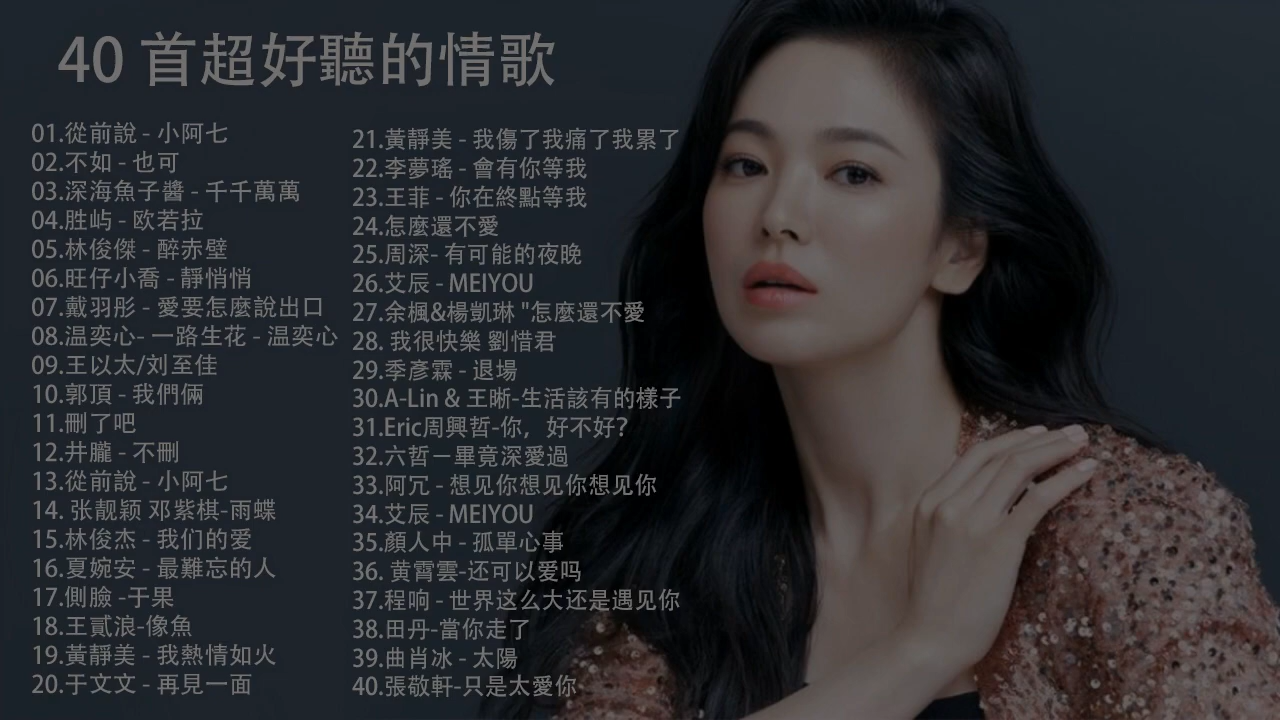 40 首超好聽的情歌
01.從前說 - 小阿七
02.不如 - 也可
03.深海魚子醬 - 千千萬萬
04.胜屿 - 欧若拉
05.林俊傑 - 醉赤壁
06.旺仔小喬 - 靜悄悄
07.戴羽彤 - 愛要怎麼說出口
08.温奕心- 一路生花 - 温奕心
09.王以太/刘至佳
10.郭頂 - 我們倆
11.刪了吧
12.井朧 - 不刪
13.從前說 - 小阿七
14. 张靓颖 邓紫棋-雨蝶
15.林俊杰 - 我们的爱
16.夏婉安 - 最難忘的人
17.側臉 -于果
18.王貳浪-像魚
19.黃靜美 - 我熱情如火
20.于文文 - 再見一面
21.黃靜美 - 我傷了我痛了我累了
22.李夢瑤 - 會有你等我
23.王菲 - 你在終點等我
24.怎麼還不愛
25.周深- 有可能的夜晚
26.艾辰 - MEIYOU
27.余楓&楊凱琳 "怎麼還不愛
28. 我很快樂 劉惜君
29.季彥霖 - 退場
30.A-Lin & 王晰-生活該有的樣子
31.Eric周興哲-你，好不好?
32.六哲－畢竟深愛過
33.阿冗 - 想见你想见你想见你
34.艾辰 - MEIYOU
35.顏人中 - 孤單心事
36. 黄霄雲-还可以爱吗
37.程响 - 世界这么大还是遇见你
38.田丹-當你走了
39.曲肖冰 - 太陽
40.張敬軒-只是太愛你